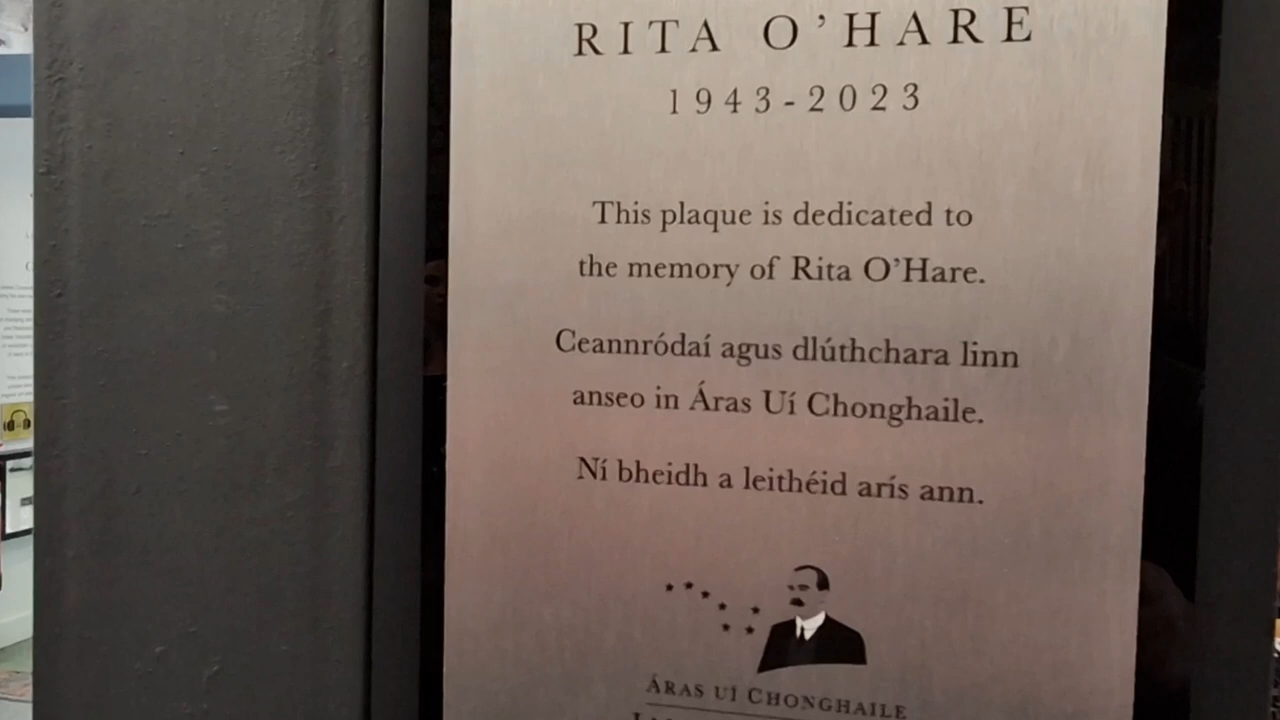 RITA O'HARE
1943-2023
This plaque is dedicated to
the memory of Rita O'Hare.
Ceannródaí agus dlúthchara linn
anseo in Áras Uí Chonghaile.
Ní bheidh a leithéid arís ann.
ÁRAS UÍ CHONGHAILE